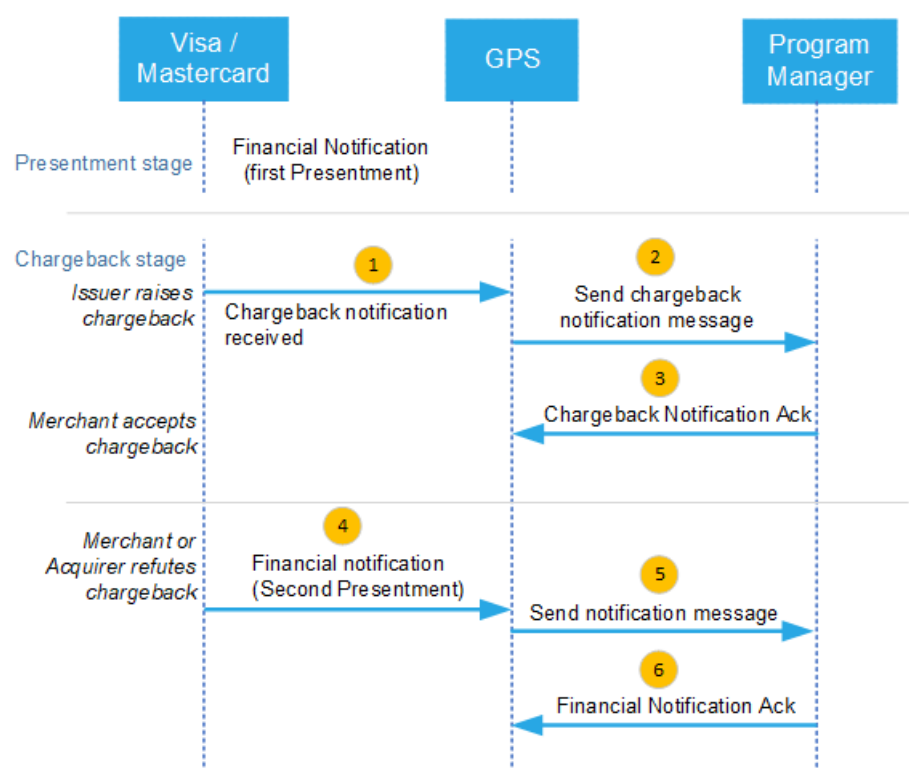 Visa /
Mastercard
GPS
Program
Manager
Presentment stage
Financial Notification
(first Presentment)
Chargeback stage
Issuer raises
chargeback
1
Chargeback notification
received
2
Send chargeback
notification message
3
Chargeback Notification Ack
Merchant accepts
chargeback
Merchant or
Acquirer refutes
chargeback
4
Financial notification
(Second Presentment)
5
Send notification message
6
Financial Notification Ack